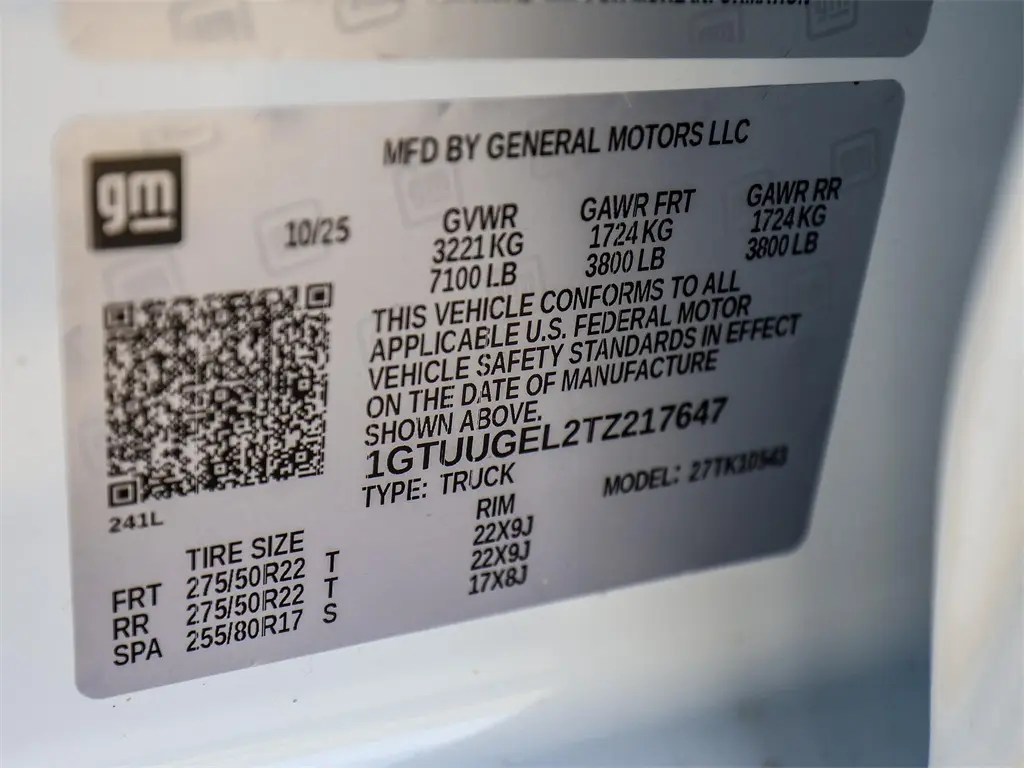 INFORMATION
MFD BY GENERAL MOTORS LLC
gm
10/25
GVWR
3221 KG
7100 LB
GAWR FRT
1724 KG
3800 LB
GAWR RR
1724 KG
3800 LB
THIS VEHICLE CONFORMS TO ALL
APPLICABLE U.S. FEDERAL MOTOR
VEHICLE SAFETY STANDARDS IN EFFECT
ON THE DATE OF MANUFACTURE
SHOWN ABOVE.
1GTUUGEL2TZ217647
TYPE: TRUCK
MODEL: 27TK10543
241L
TIRE SIZE RIM
FRT 275/50R22 T 22X9J
RR 275/50R22 T 22X9J
SPA 255/80R17 S 17X8J